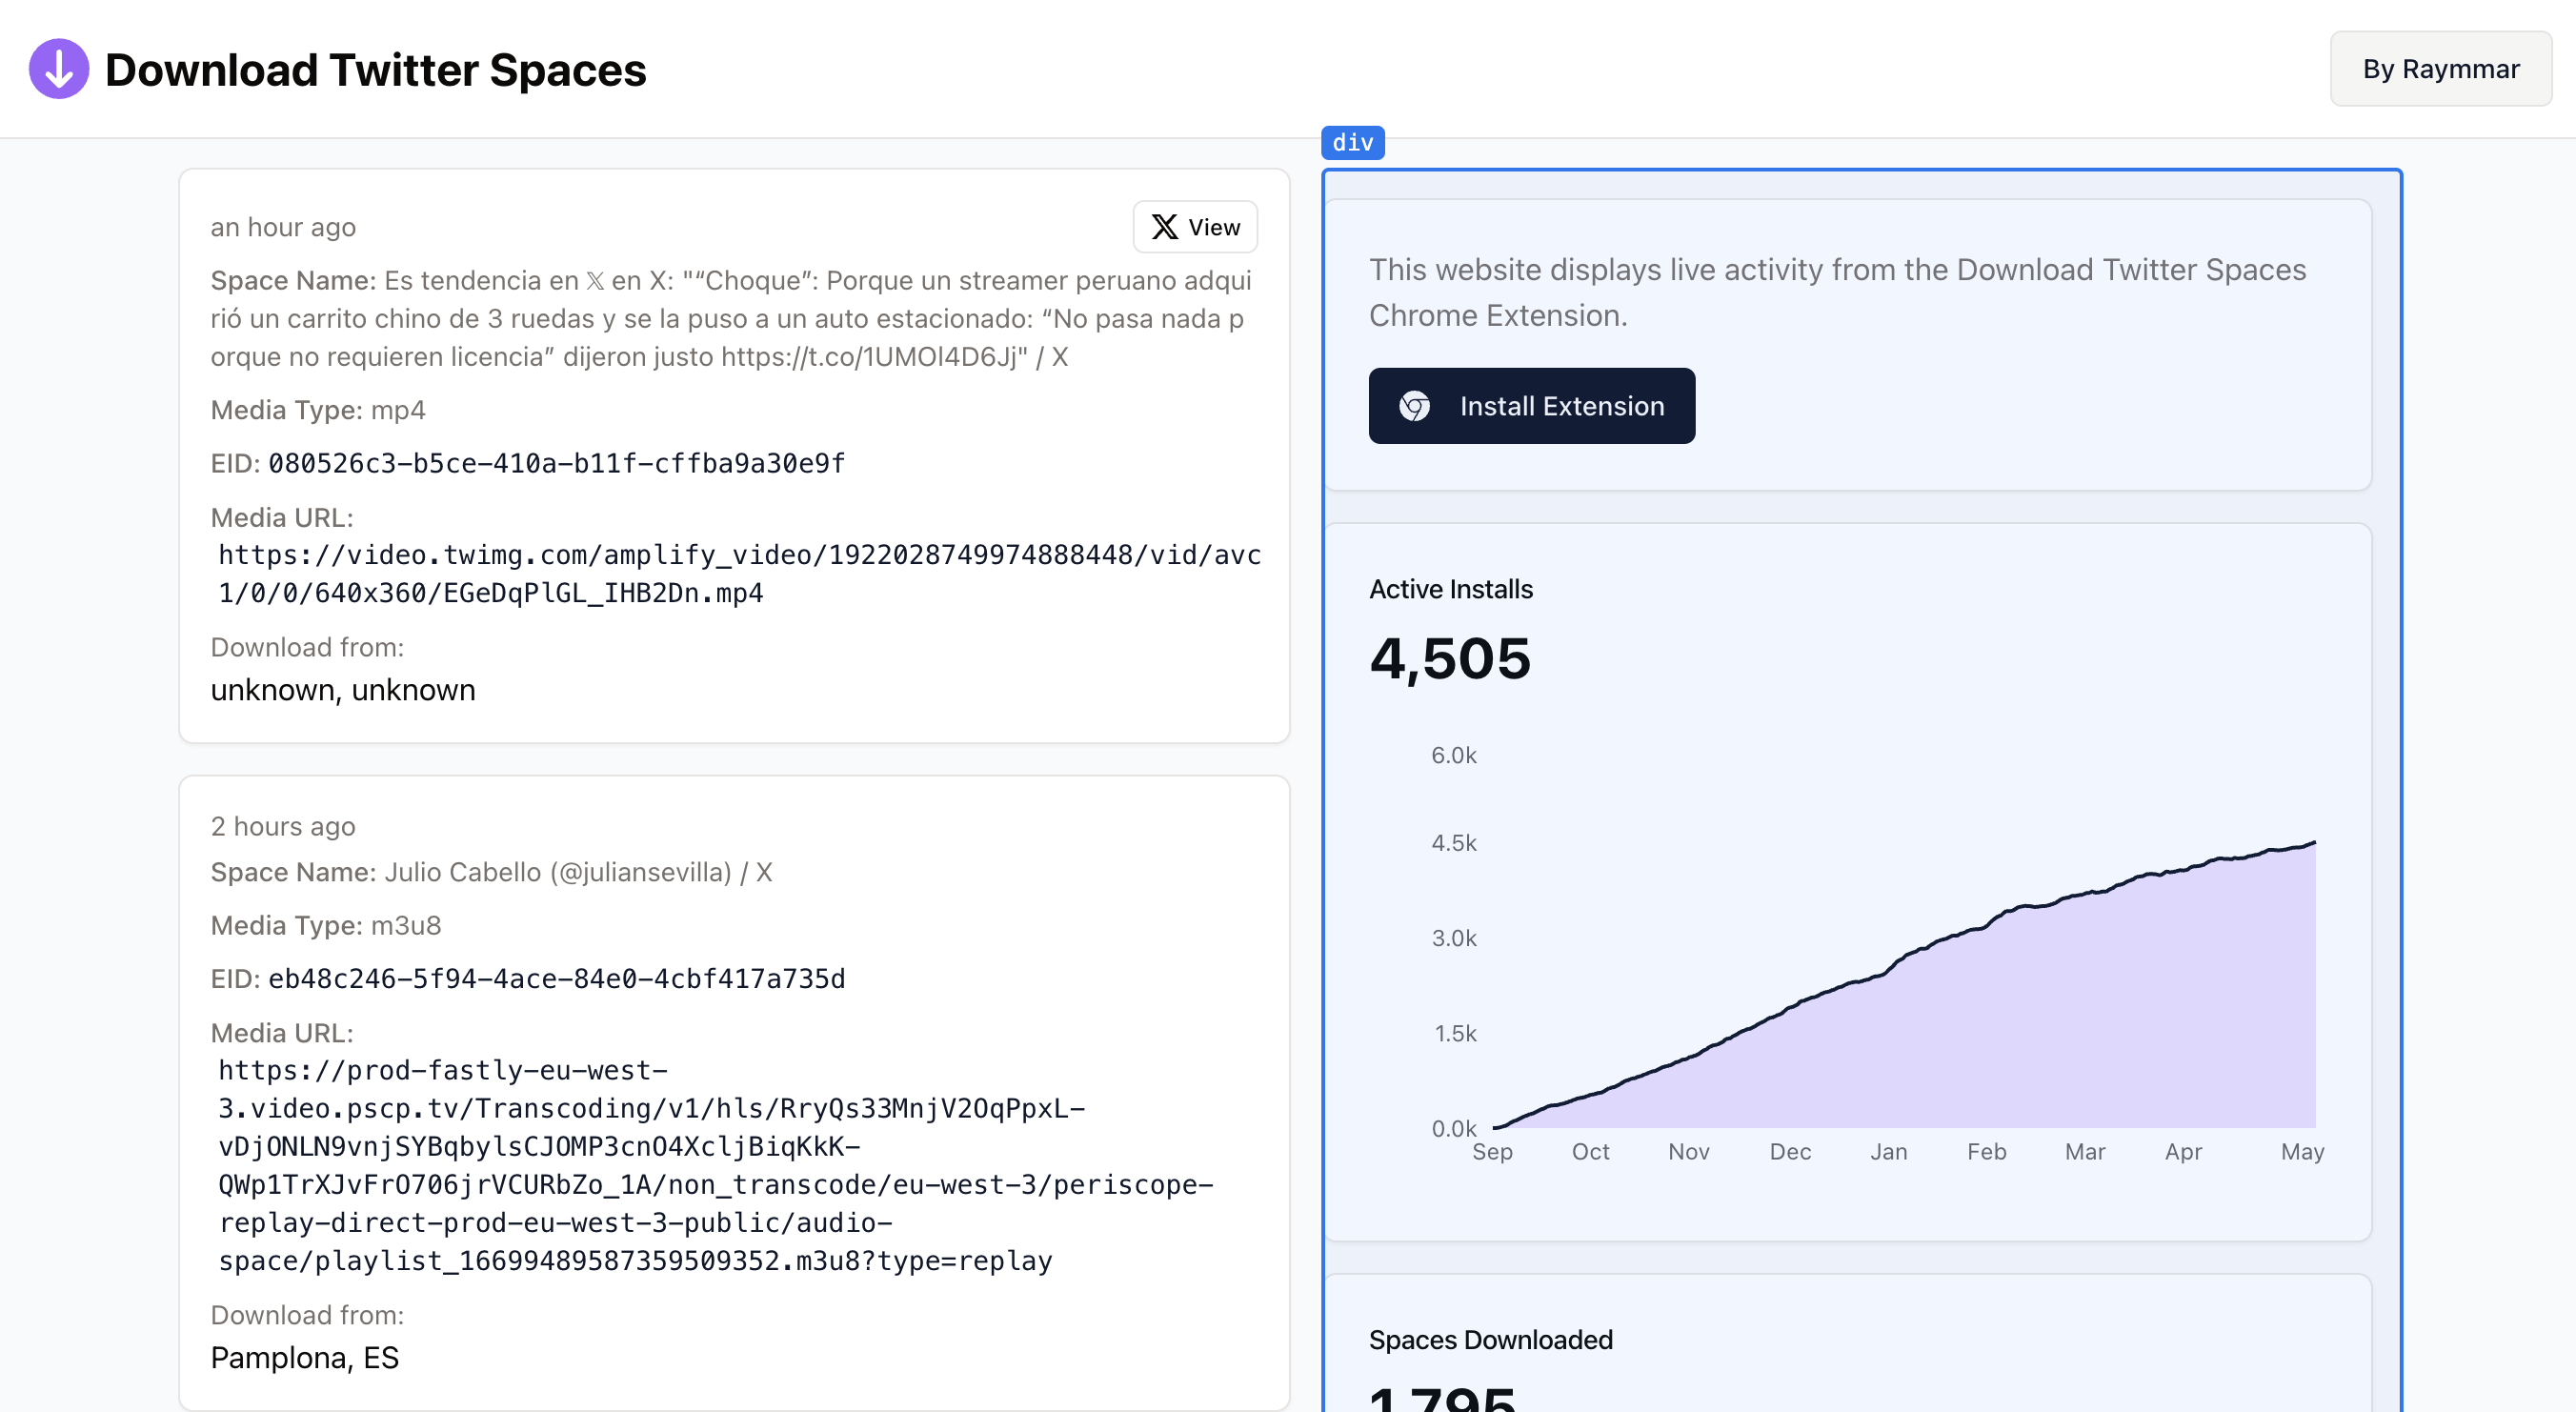 Download Twitter Spaces
By Raymmar
div
an hour ago
View
Space Name: Es tendencia en 𝕏 en X: "“Choque”: Porque un streamer peruano adqui
rió un carrito chino de 3 ruedas y se la puso a un auto estacionado: “No pasa nada p
orque no requieren licencia” dijeron justo https://t.co/1UMOl4D6Jj" / X
Media Type: mp4
EID: 080526c3-b5ce-410a-b11f-cffba9a30e9f
Media URL:
https://video.twimg.com/amplify_video/1922028749974888448/vid/avc
1/0/0/640x360/EGeDqPlGL_IHB2Dn.mp4
Download from:
unknown, unknown
2 hours ago
Space Name: Julio Cabello (@juliansevilla) / X
Media Type: m3u8
EID: eb48c246-5f94-4ace-84e0-4cbf417a735d
Media URL:
https://prod-fastly-eu-west-
3.video.pscp.tv/Transcoding/v1/hls/RryQs33MnjV2OqPpxL-
vDjONLN9vnjSYBqbylsCJOMP3cnO4XcljBiqKkK-
QWp1TrXJvFrO706jrVCURbZo_1A/non_transcode/eu-west-3/periscope-
replay-direct-prod-eu-west-3-public/audio-
space/playlist_16699489587359509352.m3u8?type=replay
Download from:
Pamplona, ES
This website displays live activity from the Download Twitter Spaces
Chrome Extension.
Install Extension
Active Installs
4,505
6.0k
4.5k
3.0k
1.5k
0.0k
Sep Oct Nov Dec Jan Feb Mar Apr May
Spaces Downloaded
1,795